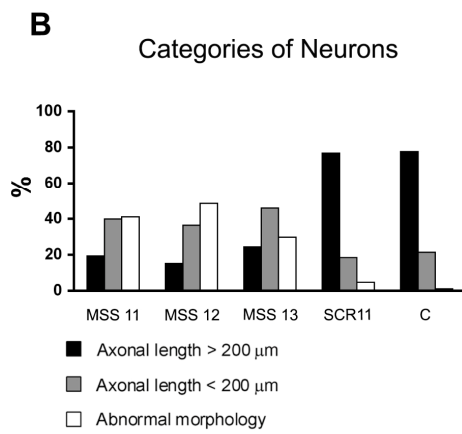 B
Categories of Neurons
100
80
60
40
20
0
%
MSS 11 MSS 12 MSS 13 SCR11 C
Axonal length > 200 μm
Axonal length < 200 μm
Abnormal morphology